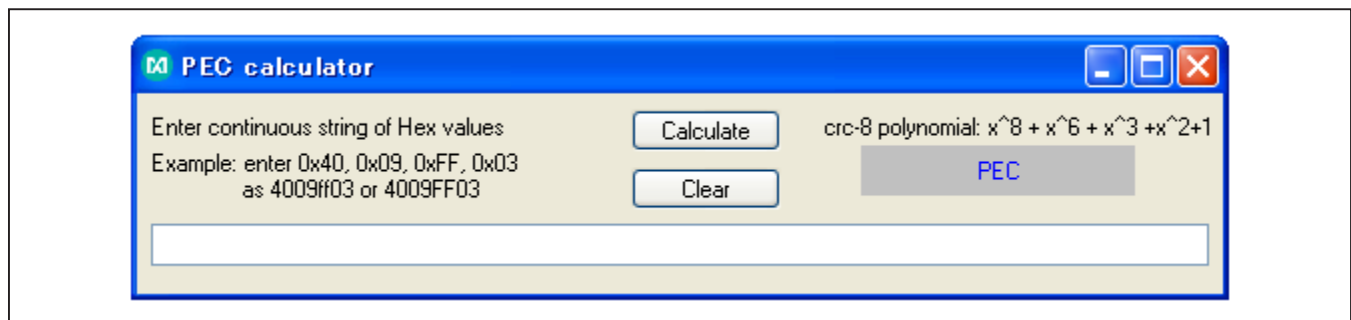 PEC calculator
Enter continuous string of Hex values
Example: enter 0x40, 0x09, 0xFF, 0x03
as 4009ff03 or 4009FF03
Calculate
Clear
crc-8 polynomial: x^8 + x^6 + x^3 +x^2+1
PEC